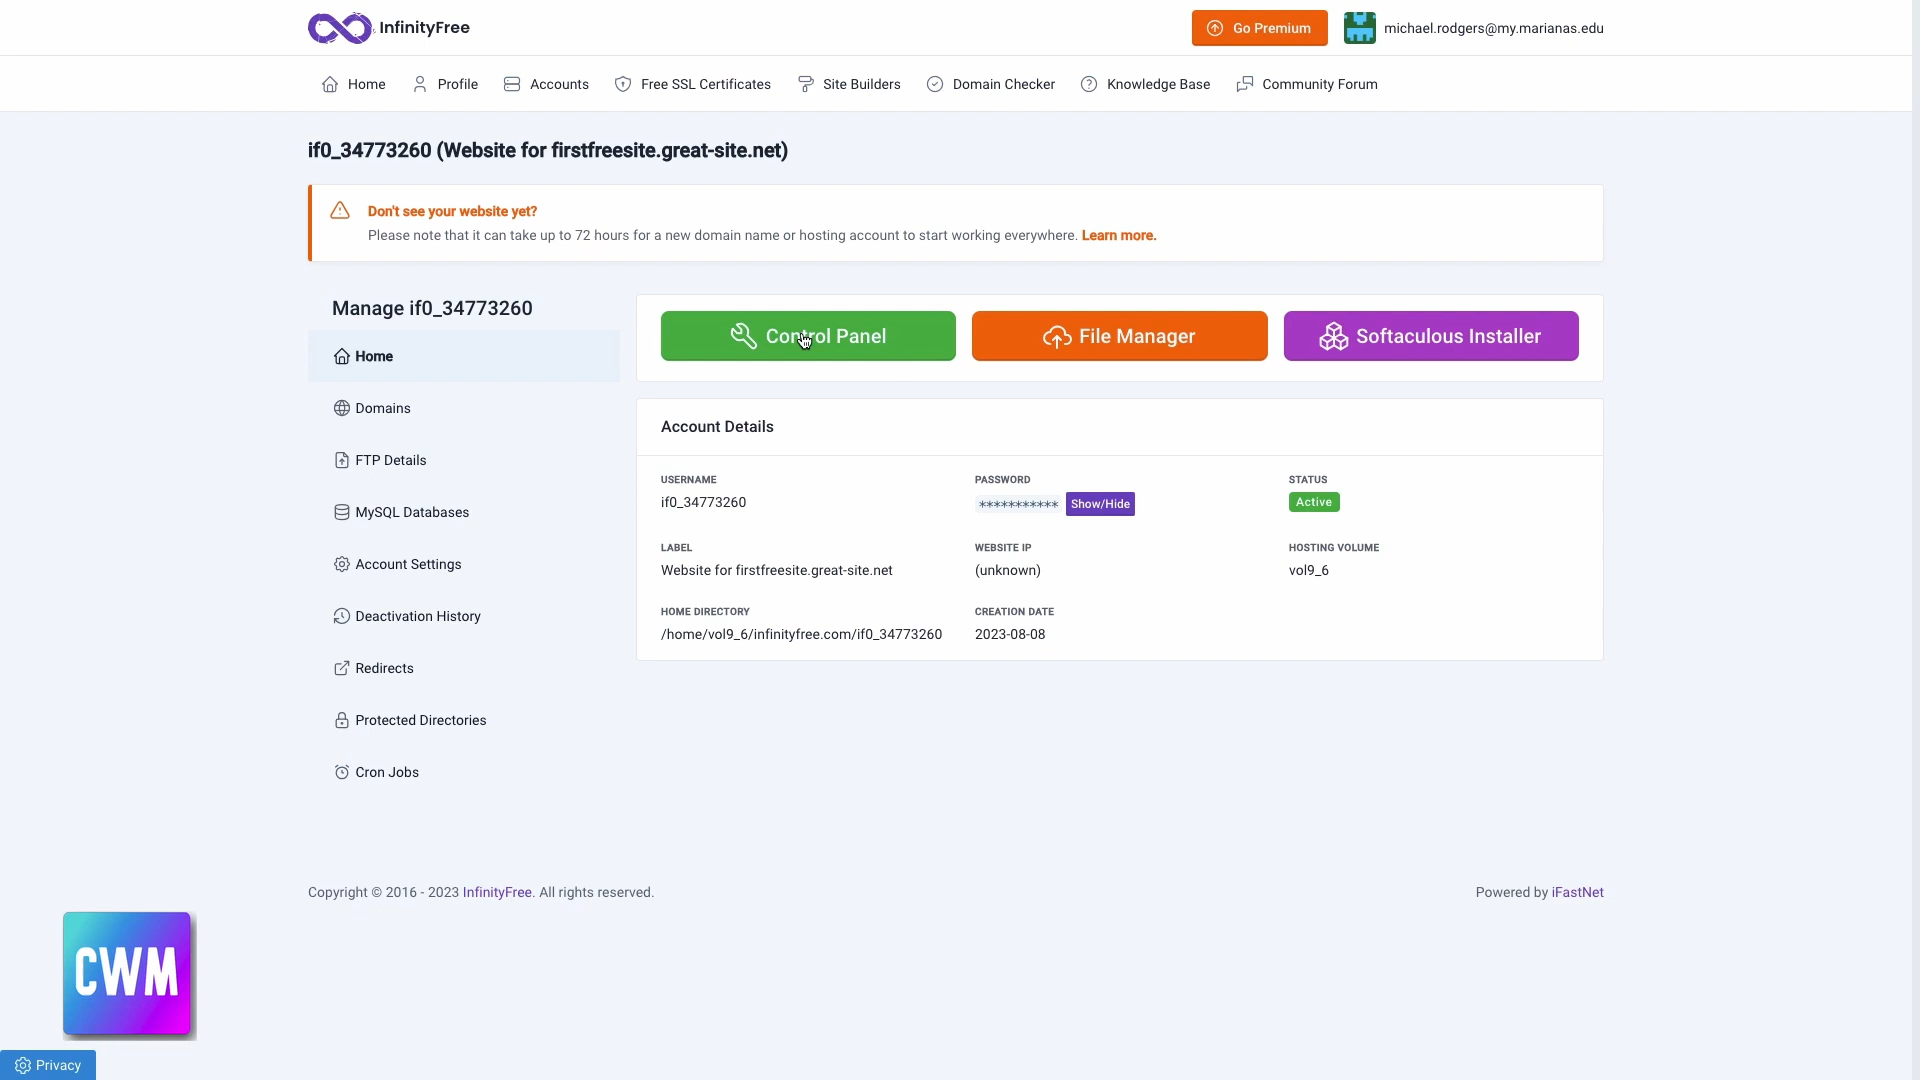 InfinityFree
Go Premium
michael.rodgers@my.marianas.edu
Home
Profile
Accounts
Free SSL Certificates
Site Builders
Domain Checker
Knowledge Base
Community Forum
if0_34773260 (Website for firstfreesite.great-site.net)
Don't see your website yet?
Please note that it can take up to 72 hours for a new domain name or hosting account to start working everywhere. Learn more.
Manage if0_34773260
Home
Domains
FTP Details
MySQL Databases
Account Settings
Deactivation History
Redirects
Protected Directories
Cron Jobs
Control Panel
File Manager
Softaculous Installer
Account Details
USERNAME
if0_34773260
PASSWORD
*********** Show/Hide
STATUS
Active
LABEL
Website for firstfreesite.great-site.net
WEBSITE IP
(unknown)
HOSTING VOLUME
vol9_6
HOME DIRECTORY
/home/vol9_6/infinityfree.com/if0_34773260
CREATION DATE
2023-08-08
Copyright © 2016 - 2023 InfinityFree. All rights reserved.
Powered by iFastNet
CWM
Privacy